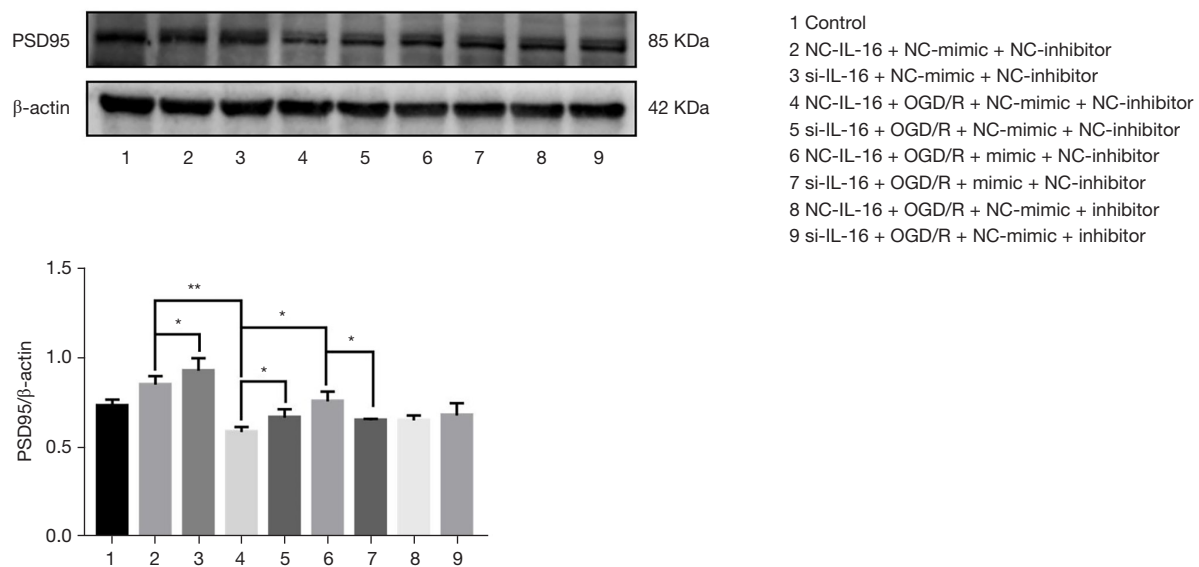 PSD95
85 KDa
β-actin
42 KDa
1 2 3 4 5 6 7 8 9
1 Control
2 NC-IL-16 + NC-mimic + NC-inhibitor
3 si-IL-16 + NC-mimic + NC-inhibitor
4 NC-IL-16 + OGD/R + NC-mimic + NC-inhibitor
5 si-IL-16 + OGD/R + NC-mimic + NC-inhibitor
6 NC-IL-16 + OGD/R + mimic + NC-inhibitor
7 si-IL-16 + OGD/R + mimic + NC-inhibitor
8 NC-IL-16 + OGD/R + NC-mimic + inhibitor
9 si-IL-16 + OGD/R + NC-mimic + inhibitor
PSD95/β-actin
1.5
1.0
0.5
0.0
**
*
*
*
*
1 2 3 4 5 6 7 8 9